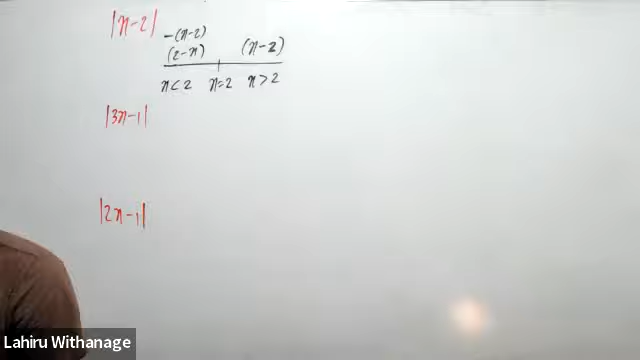 |x-2| -(x-2)
(2-x) (x-2)
x<2 x=2 x>2
|3x-1|
|2x-1|
Lahiru Withanage